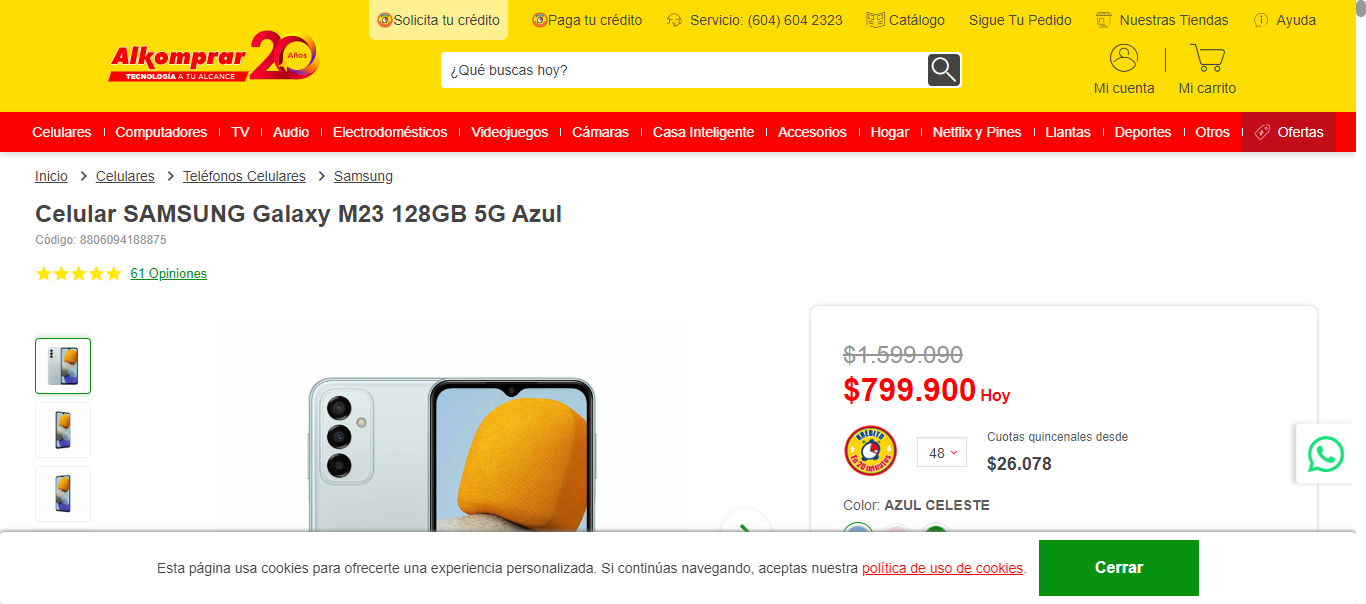 Solicita tu crédito
Paga tu crédito
Servicio: (604) 604 2323
Catálogo
Sigue Tu Pedido
Nuestras Tiendas
Ayuda
Alkomprar 20 Años
TECNOLOGÍA A TU ALCANCE
¿Qué buscas hoy?
Mi cuenta
Mi carrito
Celulares
Computadores
TV
Audio
Electrodomésticos
Videojuegos
Cámaras
Casa Inteligente
Accesorios
Hogar
Netflix y Pines
Llantas
Deportes
Otros
Ofertas
Inicio > Celulares > Teléfonos Celulares > Samsung
Celular SAMSUNG Galaxy M23 128GB 5G Azul
Código: 8806094188875
61 Opiniones
$1.599.090
$799.900 Hoy
KRÉDITO
En 20 minutos
48
Cuotas quincenales desde
$26.078
Color: AZUL CELESTE
Esta página usa cookies para ofrecerte una experiencia personalizada. Si continúas navegando, aceptas nuestra política de uso de cookies.
Cerrar